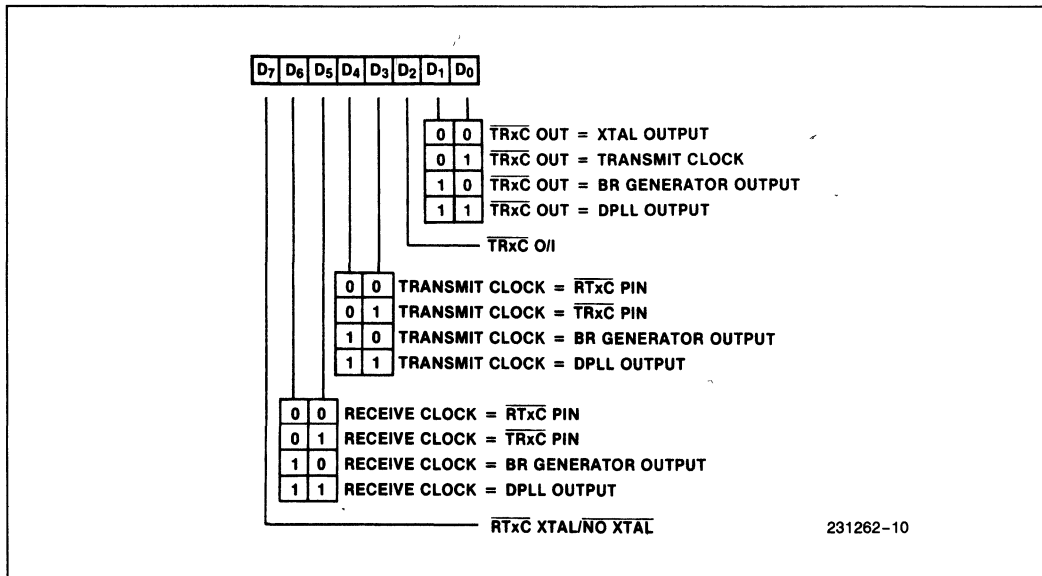 D7 D6 D5 D4 D3 D2 D1 D0
0 0 TRxC OUT = XTAL OUTPUT
0 1 TRxC OUT = TRANSMIT CLOCK
1 0 TRxC OUT = BR GENERATOR OUTPUT
1 1 TRxC OUT = DPLL OUTPUT
TRxC O/I
0 0 TRANSMIT CLOCK = RTxC PIN
0 1 TRANSMIT CLOCK = TRxC PIN
1 0 TRANSMIT CLOCK = BR GENERATOR OUTPUT
1 1 TRANSMIT CLOCK = DPLL OUTPUT
0 0 RECEIVE CLOCK = RTxC PIN
0 1 RECEIVE CLOCK = TRxC PIN
1 0 RECEIVE CLOCK = BR GENERATOR OUTPUT
1 1 RECEIVE CLOCK = DPLL OUTPUT
RTxC XTAL/NO XTAL
231262-10